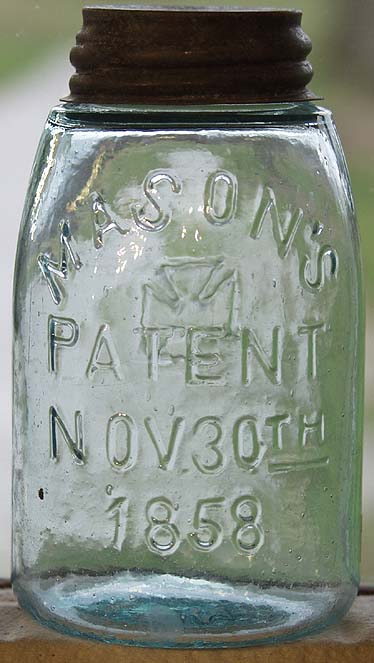 MASON'S
PATENT
NOV.30TH
1858